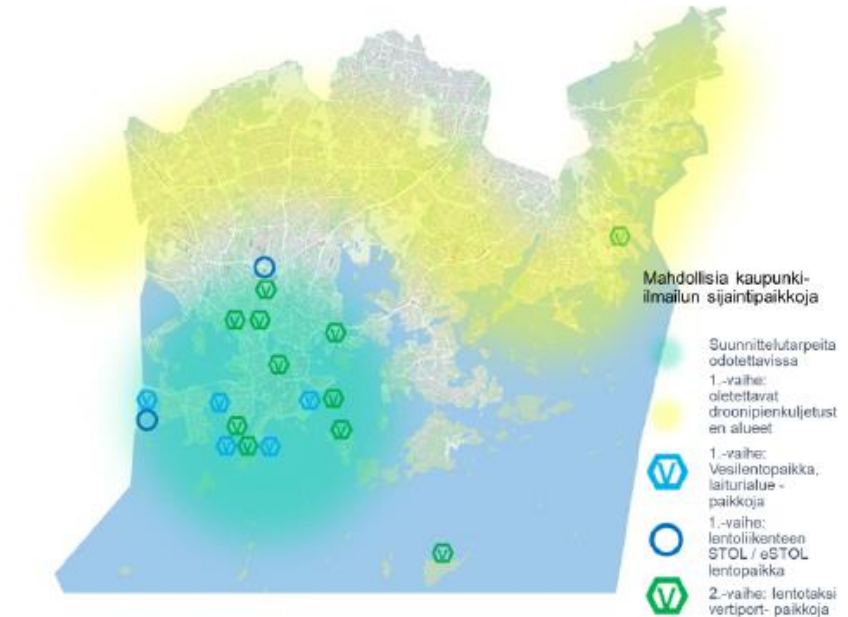 Mahdollisia kaupunki-
ilmailun sijaintipaikkoja
Suunnittelutarpeita
odotettavissa
1.-vaihe:
oletettavat
droonipienkuljetust
en alueet
1.-vaihe:
Vesilentopaikka,
laiturialue -
paikkoja
1.-vaihe:
lentoliikenteen
STOL / eSTOL
lentopaikka
2.-vaihe: lentotaksi
vertiport- paikkoja